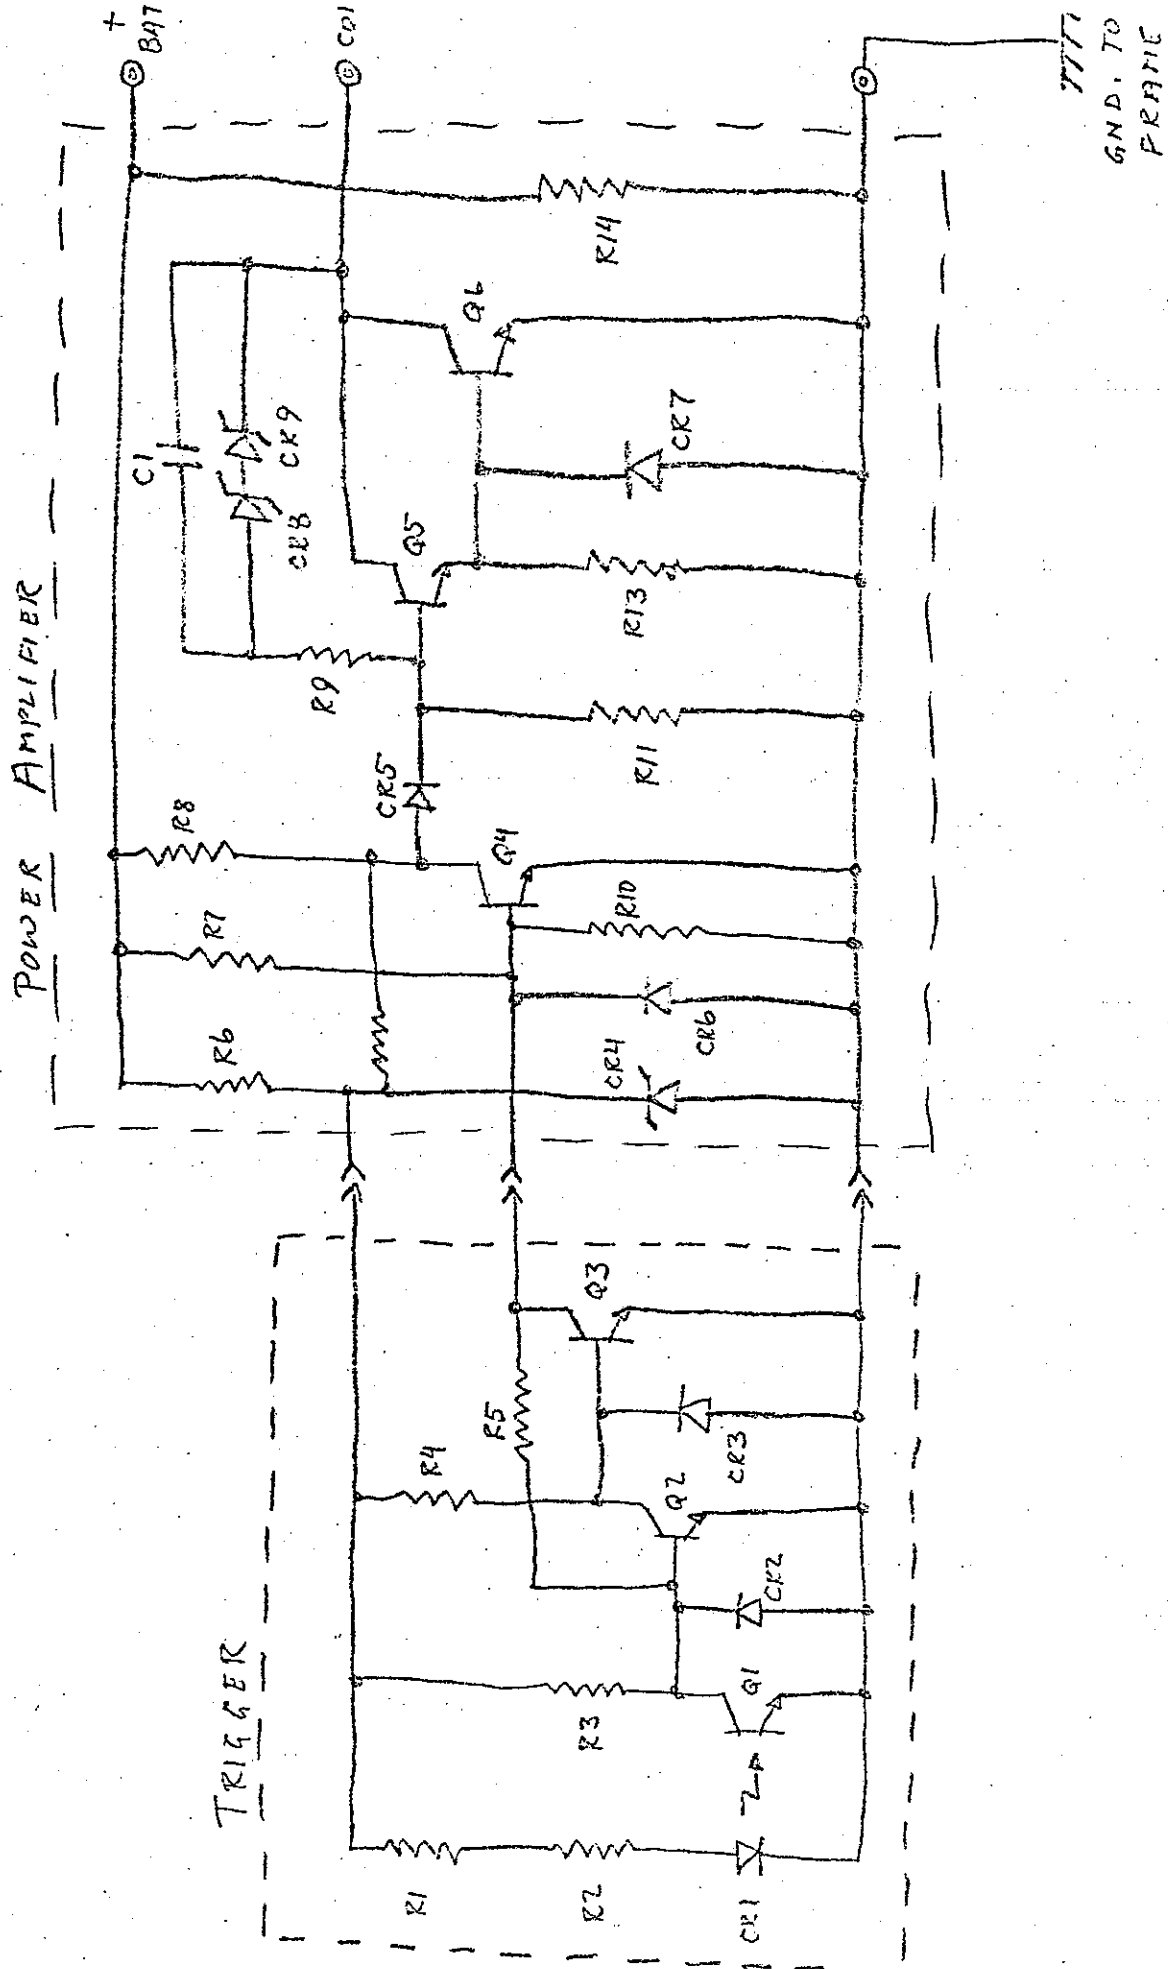 POWER AMPLIFIER
TRIGGER
+
BAT
COI
GND. TO
FRAME
R1
R2
CR1
R3
Q1
CR2
R4
Q2
R5
CR3
Q3
R6
R7
R8
CR4
CR6
R10
Q4
CR5
R9
R11
Q5
R13
C1
CR8
CR9
CR7
Q6
R14